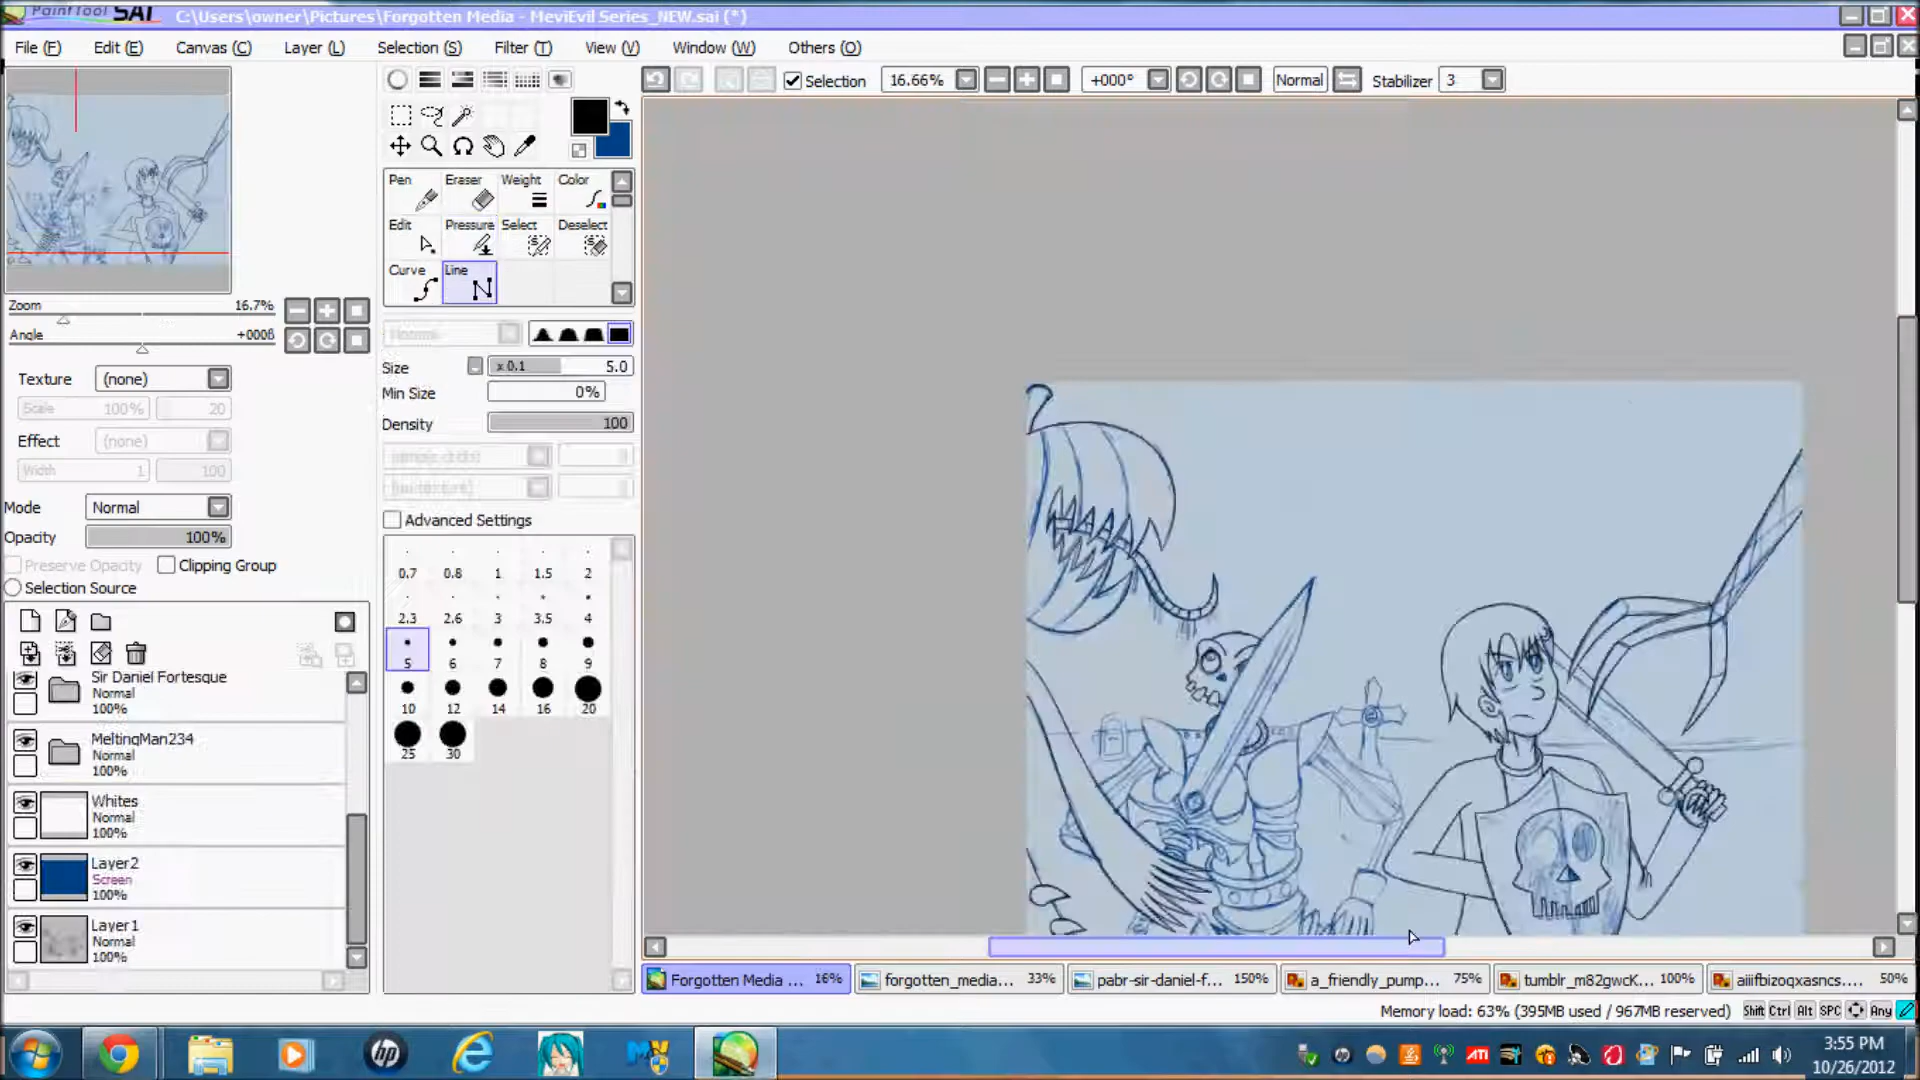 PaintTool SAI C:\Users\owner\Pictures\Forgotten Media - MeviEvil Series_NEW.sai (*)
File (F) Edit (E) Canvas (C) Layer (L) Selection (S) Filter (T) View (V) Window (W) Others (O)
Selection 16.66% +000° Normal Stabilizer 3
Zoom 16.7%
Angle
Texture (none)
Scale 100% 20
Effect (none)
Width 1 100
Mode Normal
Opacity 100%
Preserve Opacity Clipping Group
Selection Source
Sir Daniel Fortesque
Normal
100%
MeltingMan234
Normal
100%
Whites
Normal
100%
Layer2
Screen
100%
Layer1
Normal
100%
Pen Eraser Weight Color
Edit Pressure Select Deselect
Curve Line
Size x 0.1 5.0
Min Size 0%
Density 100
Advanced Settings
0.7 0.8 1 1.5 2
2.3 2.6 3 3.5 4
5 6 7 8 9
10 12 14 16 20
25 30
Forgotten Media ... 16% forgotten_media... 33% pabr-sir-daniel-f... 150% a_friendly_pump... 75% tumblr_m82gwcK... 100% aiiifbizoqxasncs.... 50%
Memory load: 63% (395MB used / 967MB reserved) Shift Ctrl Alt SPC Any
hp
ATI
3:55 PM
10/26/2012